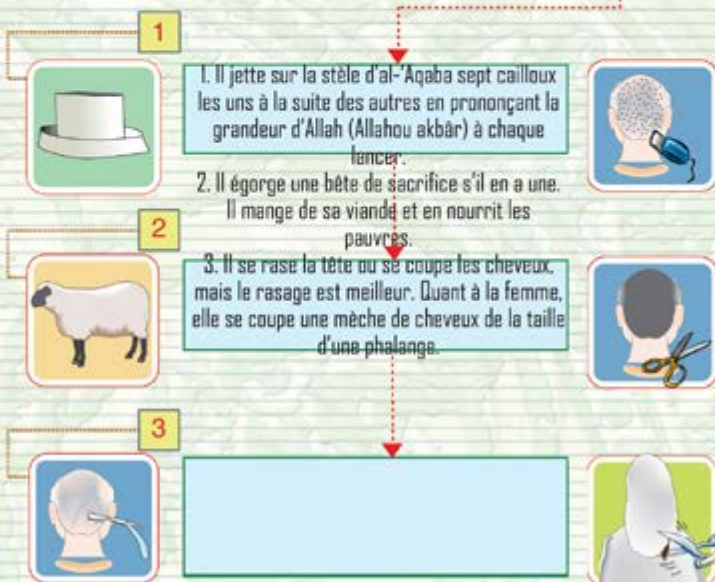 1
1. Il jette sur la stèle d'al-'Aqaba sept cailloux
les uns à la suite des autres en prononçant la
grandeur d'Allah (Allahou akbâr) à chaque
lancer.
2. Il égorge une bête de sacrifice s'il en a une.
Il mange de sa viande et en nourrit les
pauvres.
2
3. Il se rase la tête ou se coupe les cheveux,
mais le rasage est meilleur. Quant à la femme,
elle se coupe une mèche de cheveux de la taille
d'une phalange.
3